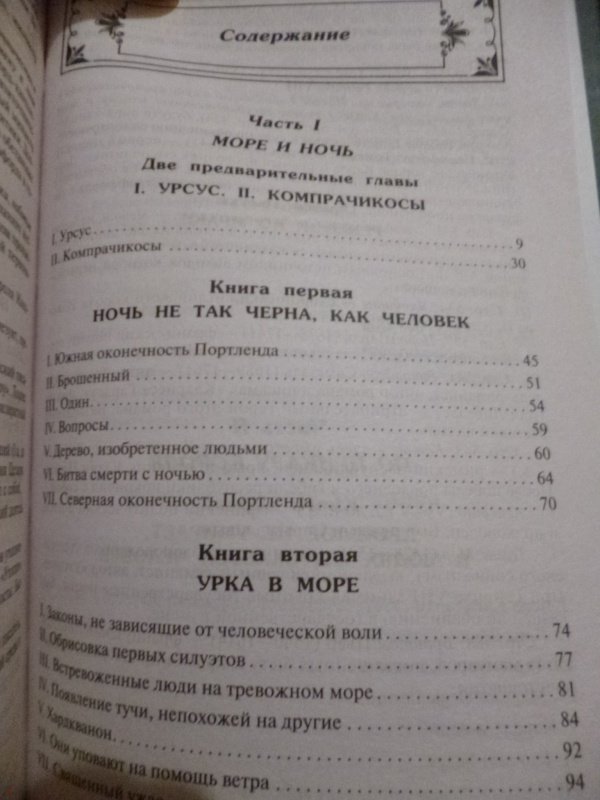 Содержание
Часть I
МОРЕ И НОЧЬ
Две предварительные главы
I. УРСУС. II. КОМПРАЧИКОСЫ
I. Урсус 9
II. Компрачикосы 30
Книга первая
НОЧЬ НЕ ТАК ЧЕРНА, КАК ЧЕЛОВЕК
I. Южная оконечность Портленда 45
II. Брошенный 51
III. Один 54
IV. Вопросы 59
V. Дерево, изобретенное людьми 60
VI. Битва смерти с ночью 64
VII. Северная оконечность Портленда 70
Книга вторая
УРКА В МОРЕ
I. Законы, не зависящие от человеческой воли 74
II. Обрисовка первых силуэтов 77
III. Встревоженные люди на тревожном море 81
IV. Появление тучи, непохожей на другие 84
V. Хардкванон 92
VI. Они уповают на помощь ветра 94
VII. Священный